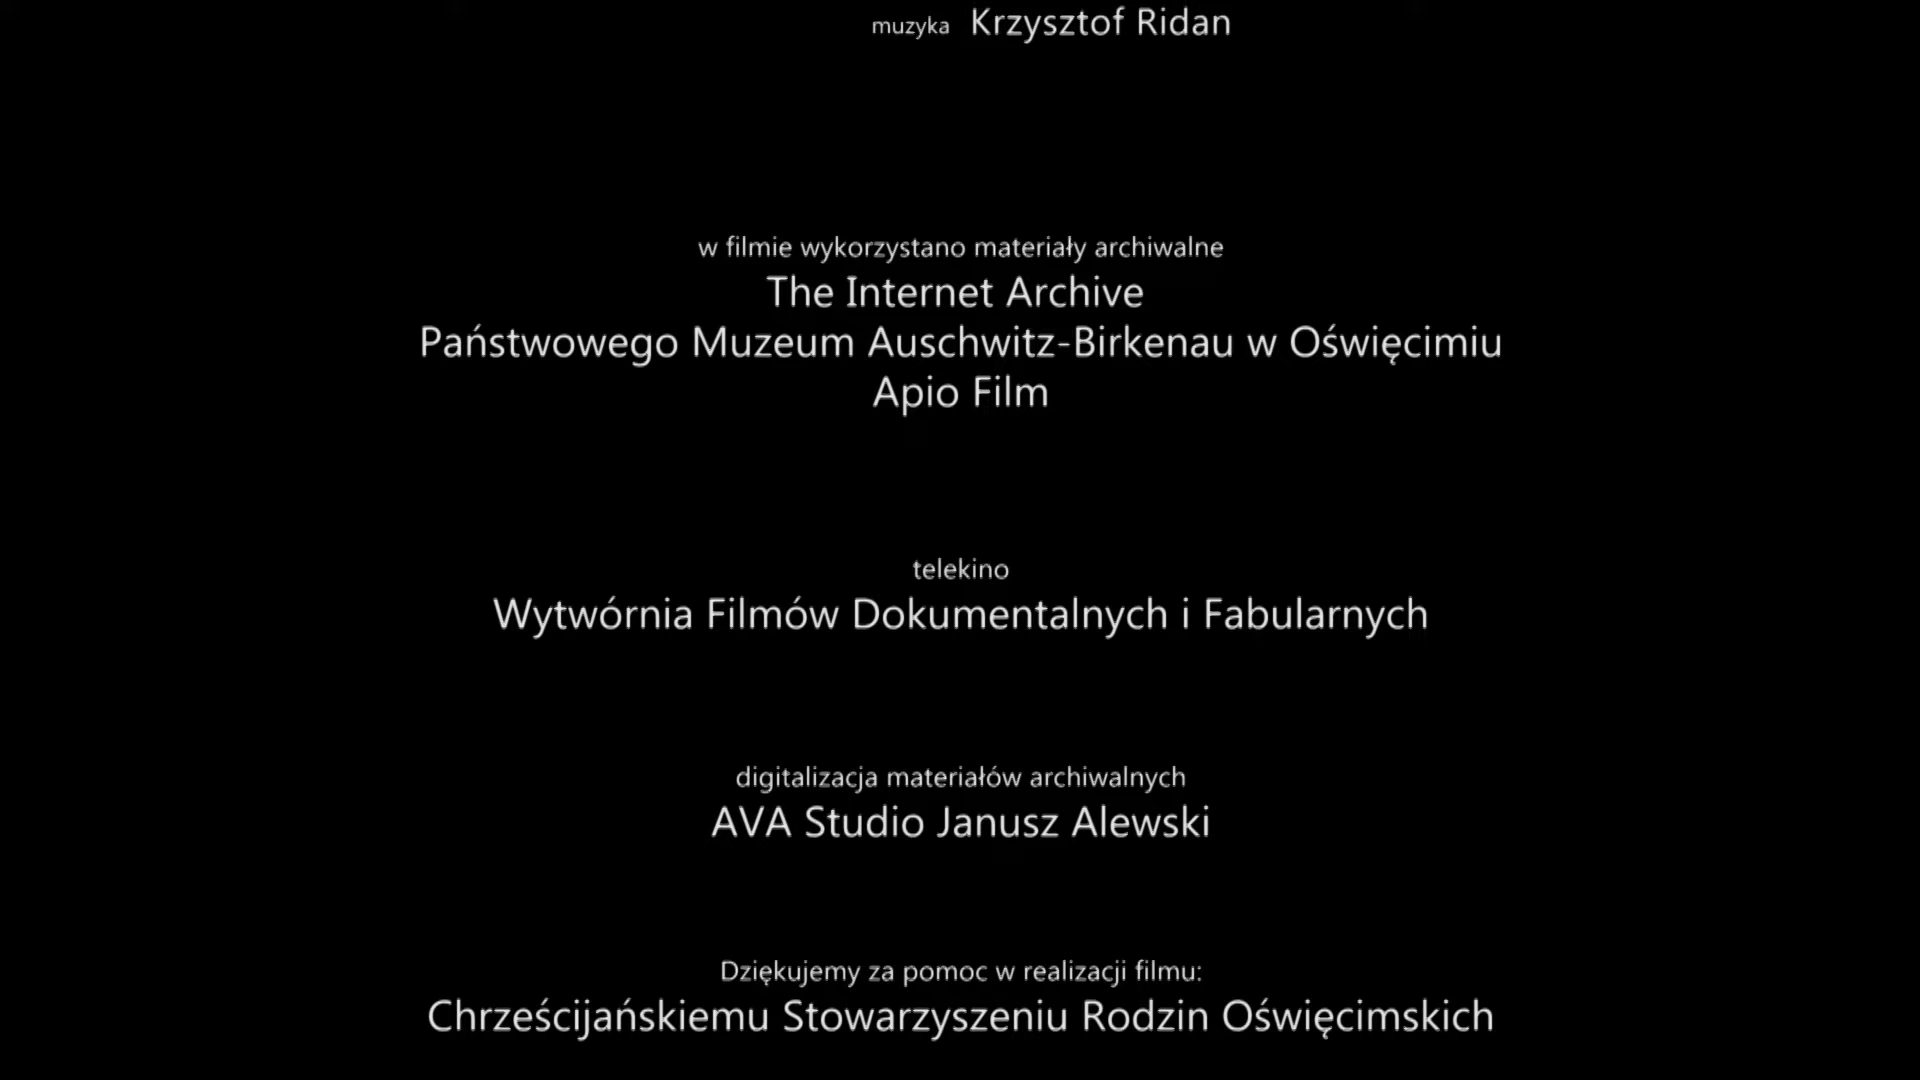 muzyka Krzysztof Ridan
w filmie wykorzystano materiały archiwalne
The Internet Archive
Państwowego Muzeum Auschwitz-Birkenau w Oświęcimiu
Apio Film
telekino
Wytwórnia Filmów Dokumentalnych i Fabularnych
digitalizacja materiałów archiwalnych
AVA Studio Janusz Alewski
Dziękujemy za pomoc w realizacji filmu:
Chrześcijańskiemu Stowarzyszeniu Rodzin Oświęcimskich